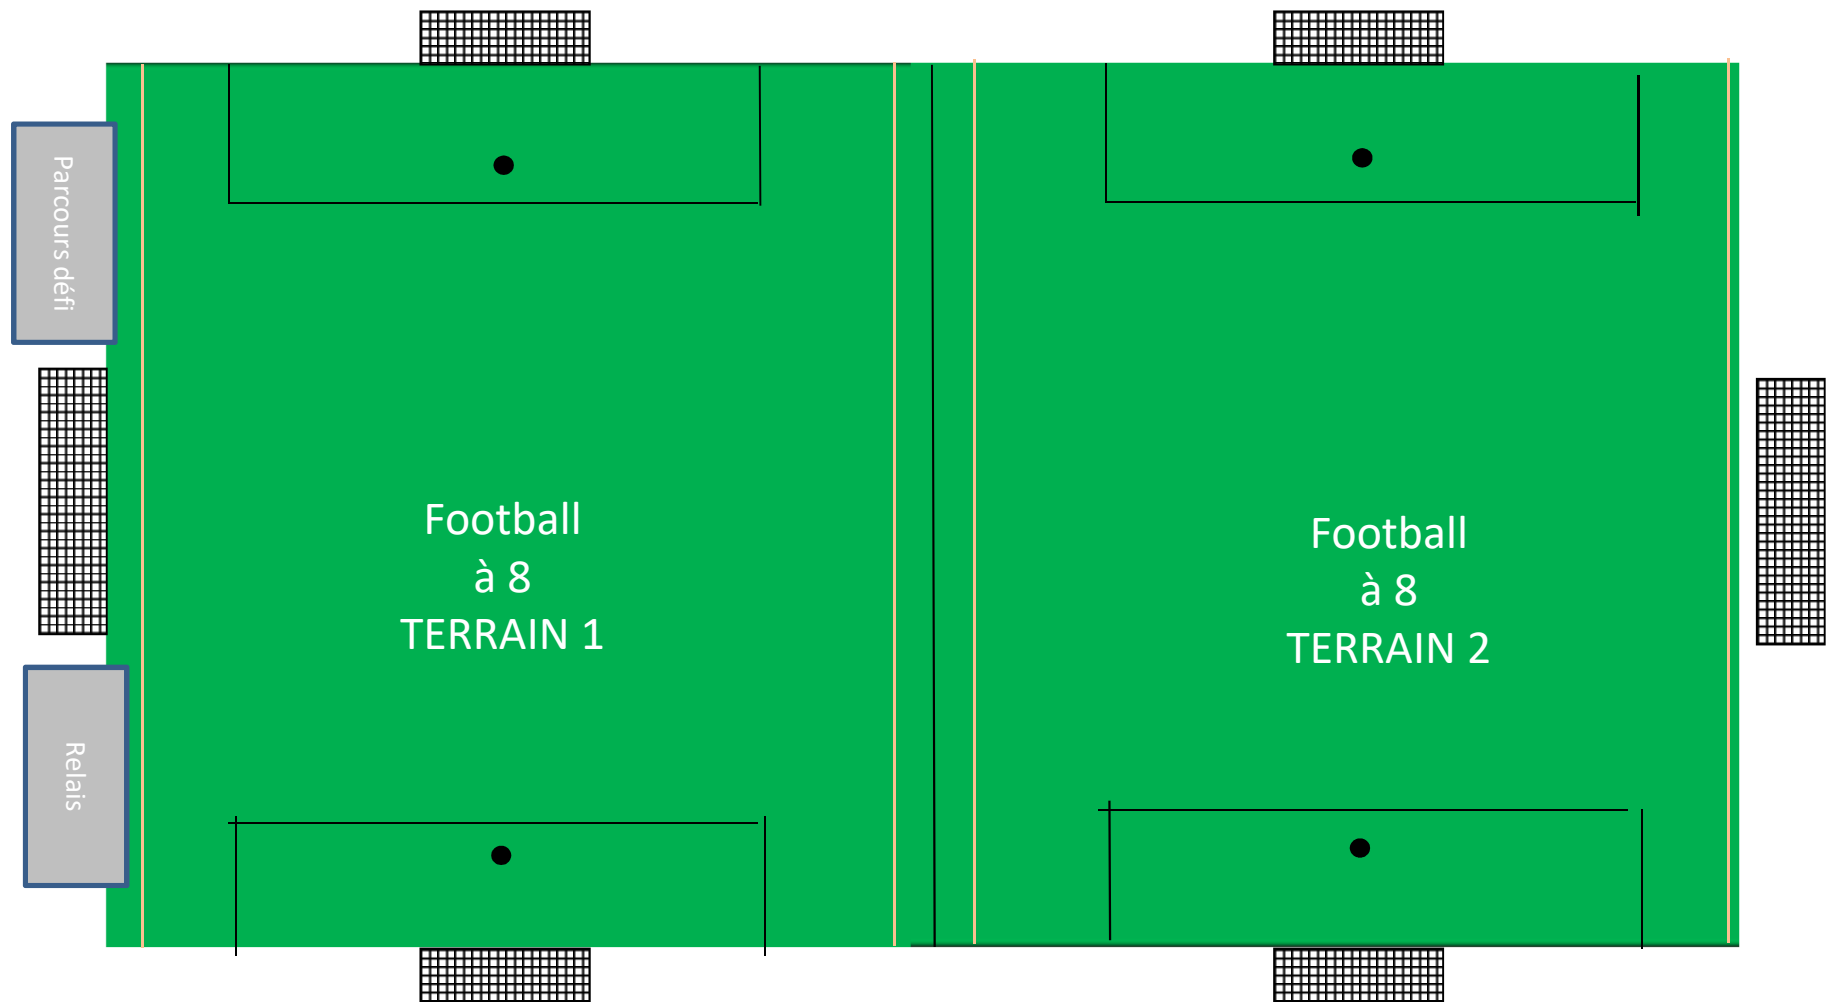 Parcours défi
Relais
Football
à 8
TERRAIN 1
Football
à 8
TERRAIN 2